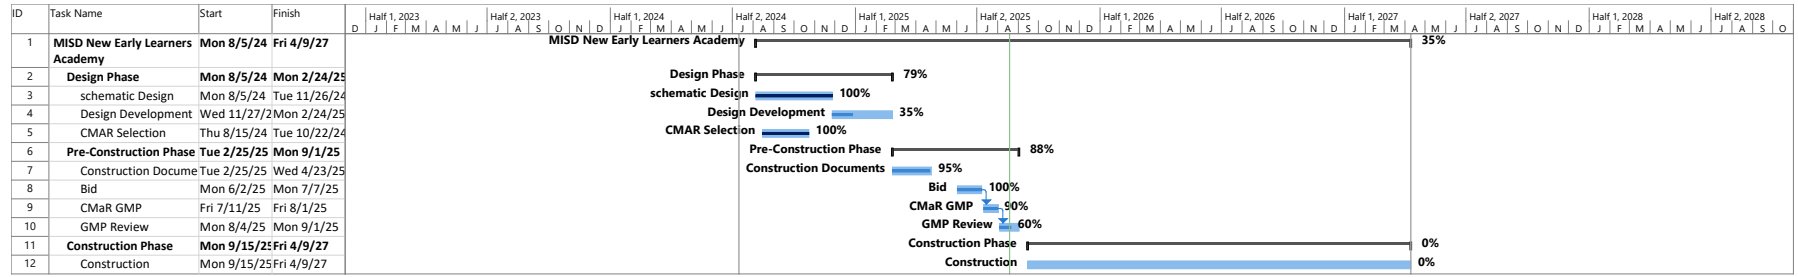 ID Task Name Start Finish Half 1, 2023 Half 2, 2023 Half 1, 2024 Half 2, 2024 Half 1, 2025 Half 2, 2025 Half 1, 2026 Half 2, 2026 Half 1, 2027 Half 2, 2027 Half 1, 2028 Half 2, 2028
D J F M A M J J A S O N D J F M A M J J A S O N D J F M A M J J A S O N D J F M A M J J A S O N D J F M A M J J A S O N D J F M A M J J A S O
1 MISD New Early Learners Mon 8/5/24 Fri 4/9/27 MISD New Early Learners Academy 35%
Academy
2 Design Phase Mon 8/5/24 Mon 2/24/25 Design Phase 79%
3 schematic Design Mon 8/5/24 Tue 11/26/24 schematic Design 100%
4 Design Development Wed 11/27/2 Mon 2/24/25 Design Development 35%
5 CMAR Selection Thu 8/15/24 Tue 10/22/24 CMAR Selection 100%
6 Pre-Construction Phase Tue 2/25/25 Mon 9/1/25 Pre-Construction Phase 88%
7 Construction Docume Tue 2/25/25 Wed 4/23/25 Construction Documents 95%
8 Bid Mon 6/2/25 Mon 7/7/25 Bid 100%
9 CMaR GMP Fri 7/11/25 Fri 8/1/25 CMaR GMP 90%
10 GMP Review Mon 8/4/25 Mon 9/1/25 GMP Review 60%
11 Construction Phase Mon 9/15/25 Fri 4/9/27 Construction Phase 0%
12 Construction Mon 9/15/25 Fri 4/9/27 Construction 0%